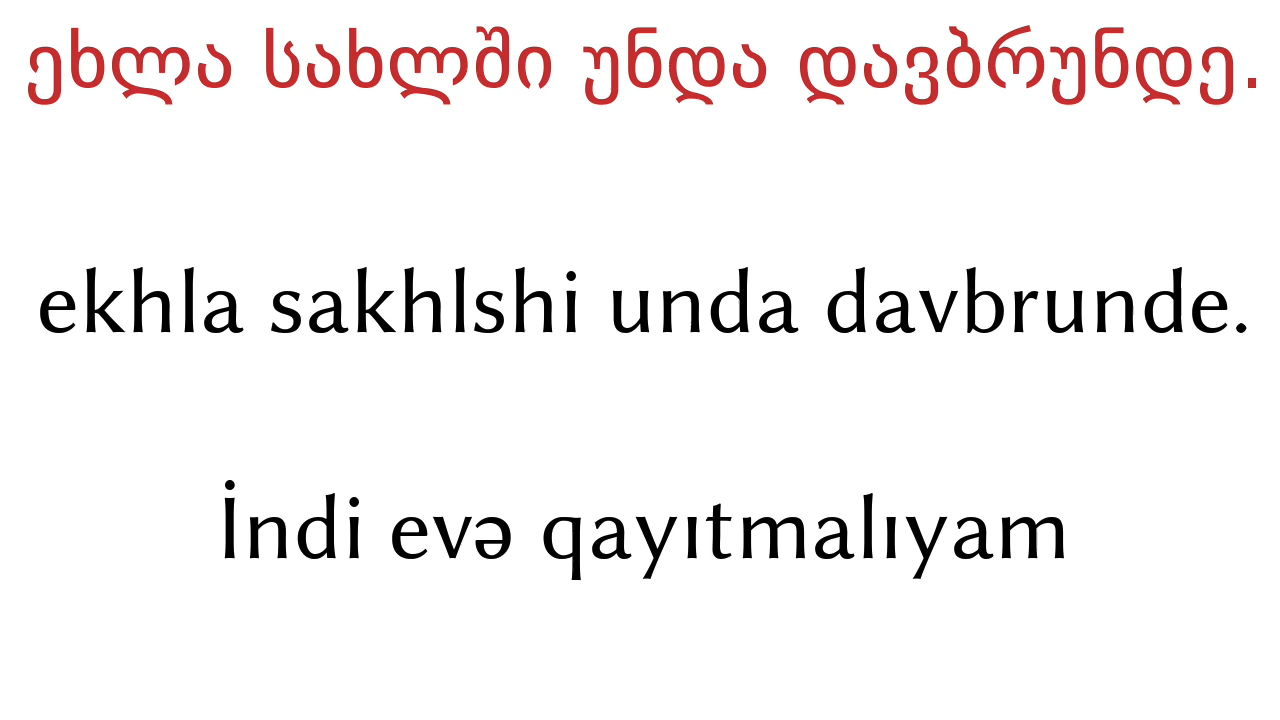 ეხლა სახლში უნდა დავბრუნდე.
ekhla sakhlshi unda davbrunde.
İndi evə qayıtmalıyam